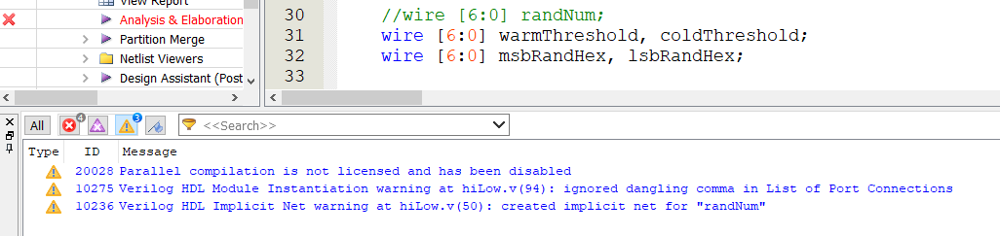 View Report
Analysis & Elaboration
Partition Merge
Netlist Viewers
Design Assistant (Post
30 //wire [6:0] randNum;
31 wire [6:0] warmThreshold, coldThreshold;
32 wire [6:0] msbRandHex, lsbRandHex;
33
All 4 3 <<Search>>
Type ID Message
20028 Parallel compilation is not licensed and has been disabled
10275 Verilog HDL Module Instantiation warning at hiLow.v(94): ignored dangling comma in List of Port Connections
10236 Verilog HDL Implicit Net warning at hiLow.v(50): created implicit net for "randNum"